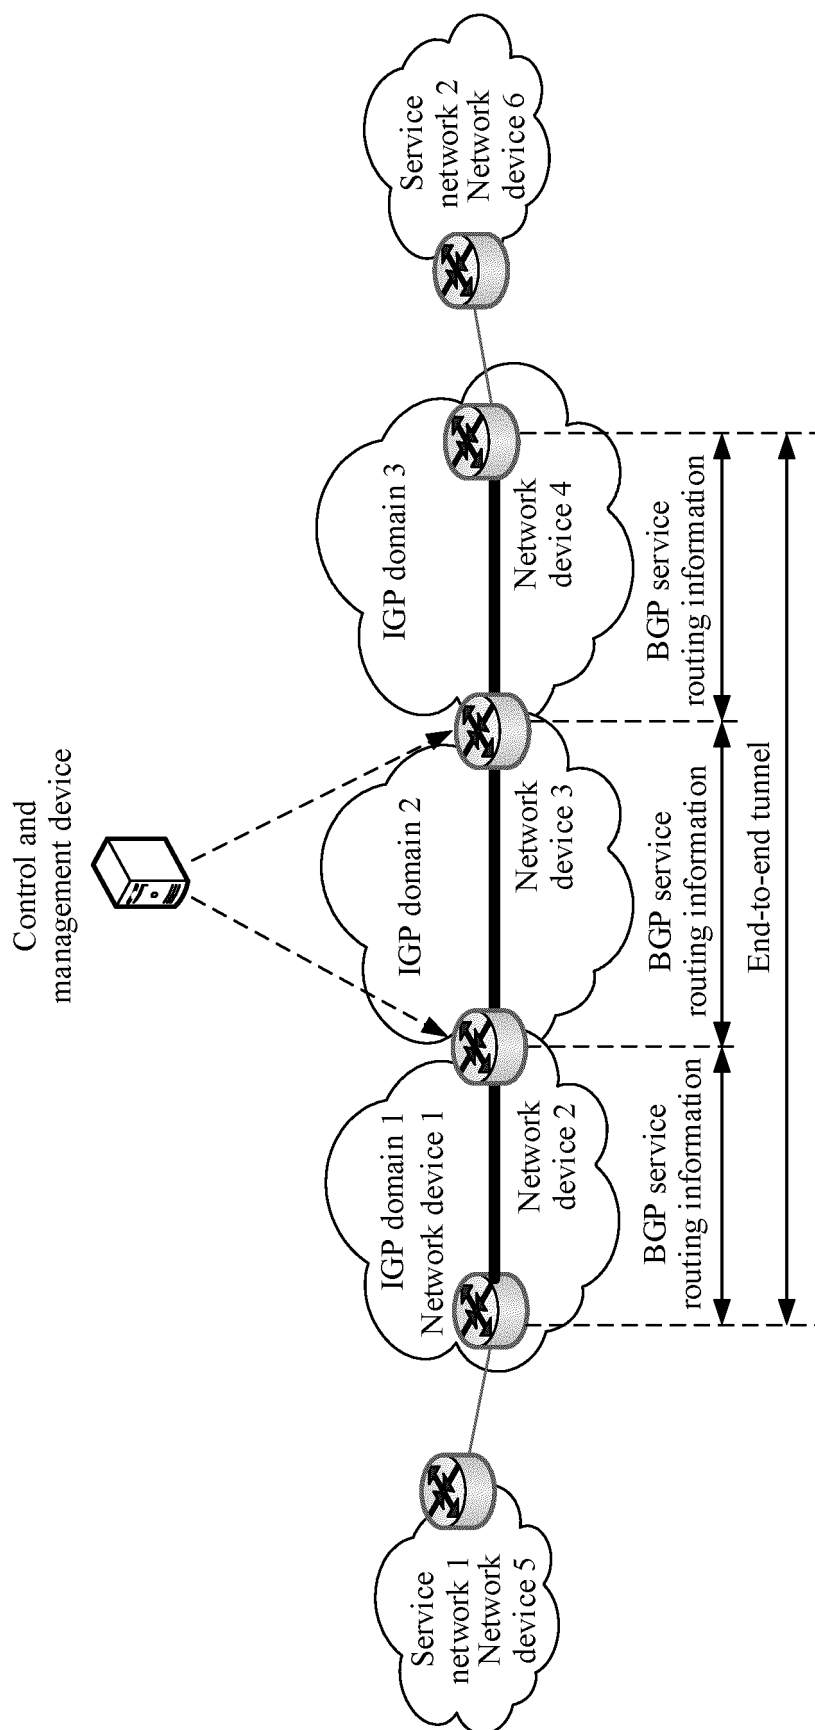 Control and
management device
IGP domain 1
Network device 1
IGP domain 2
IGP domain 3
Service
network 1
Network
device 5
Network
device 2
Network
device 3
Network
device 4
Service
network 2
Network
device 6
BGP service
routing information
BGP service
routing information
BGP service
routing information
End-to-end tunnel